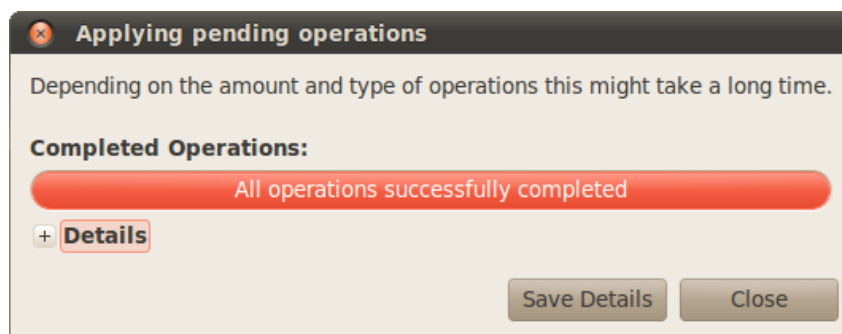 Applying pending operations
Depending on the amount and type of operations this might take a long time.
Completed Operations:
All operations successfully completed
+ Details
Save Details Close